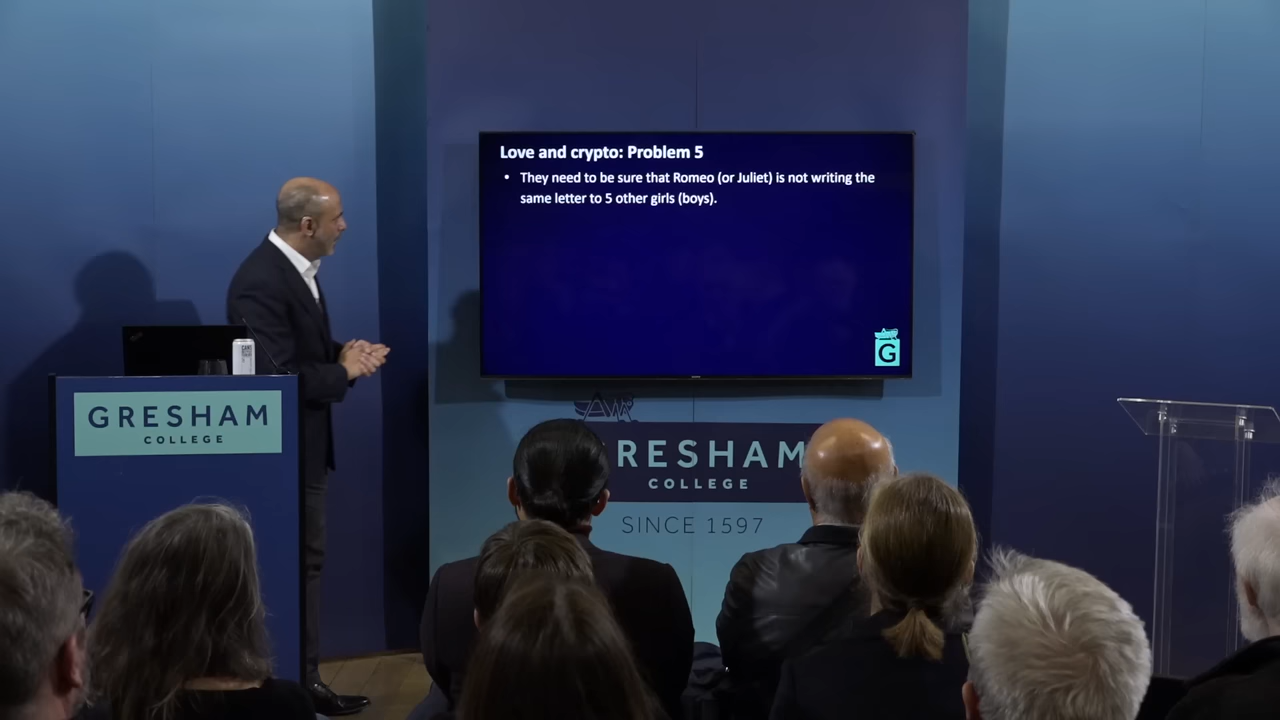 Love and crypto: Problem 5
• They need to be sure that Romeo (or Juliet) is not writing the
same letter to 5 other girls (boys).
G
GRESHAM
COLLEGE
RESHAM
COLLEGE
SINCE 1597